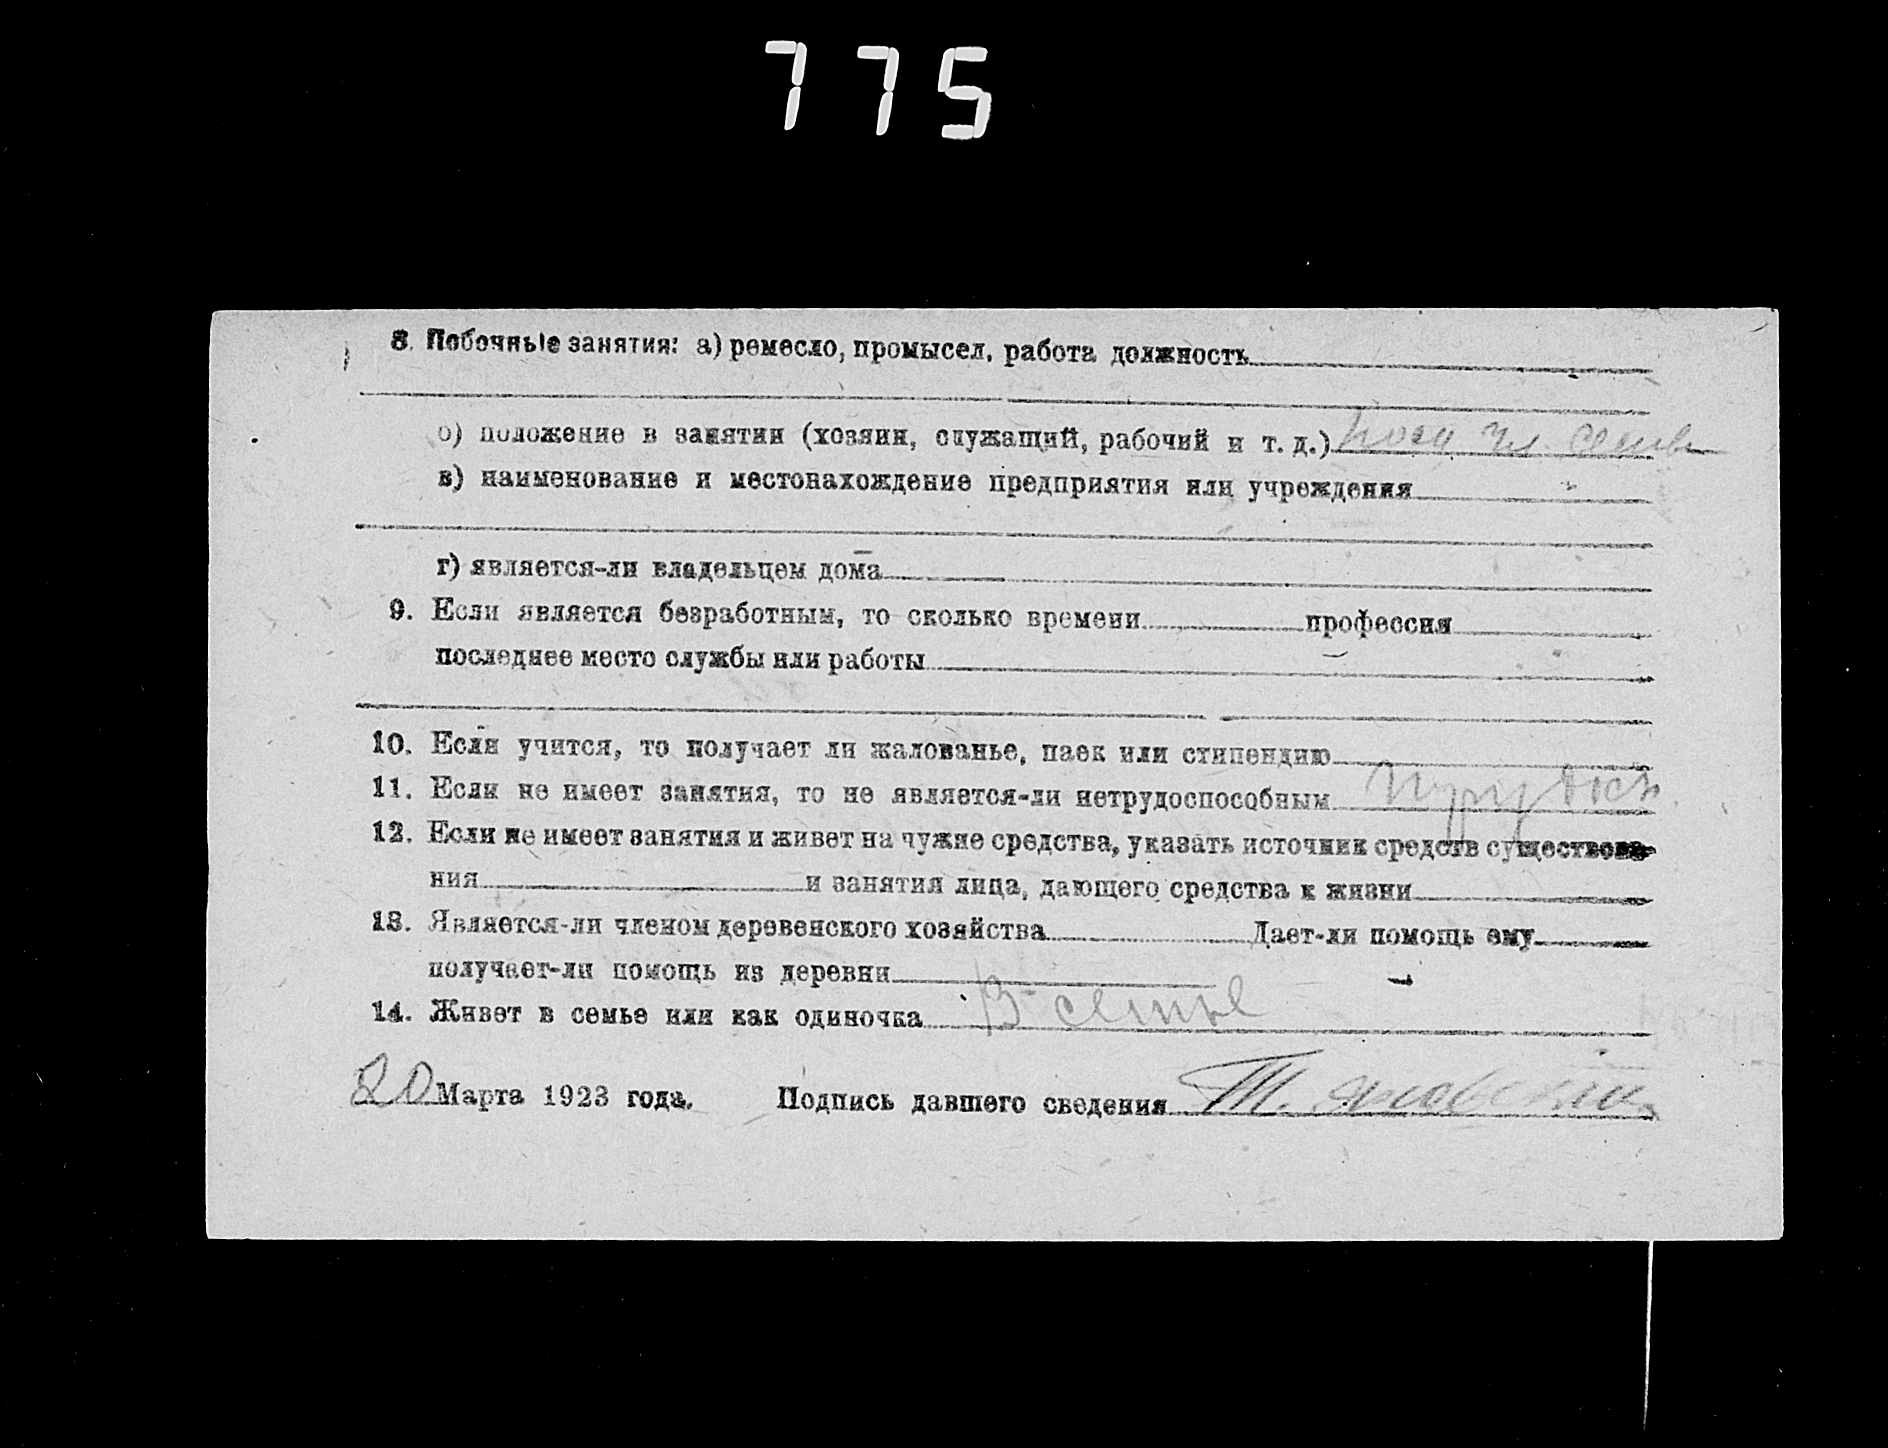 775
8. Побочные занятия: а) ремесло, промысел, работа должность
б) положение в занятии (хозяин, служащий, рабочий и т. д.) чл. семьи
в) наименование и местонахождение предприятия или учреждения
г) является-ли владельцем дома —
9. Если является безработным, то сколько времени профессия
последнее место службы или работы
10. Если учится, то получает ли жалованье, паек или стипендию
11. Если не имеет занятия, то не является-ли нетрудоспособным
12. Если не имеет занятия и живет на чужие средства, указать источник средств существова-
ния и занятия лица, дающего средства к жизни
13. Является-ли членом деревенского хозяйства Дает-ли помощь ему
получает-ли помощь из деревни
14. Живет в семье или как одиночка В семье
20 Марта 1923 года. Подпись давшего сведения